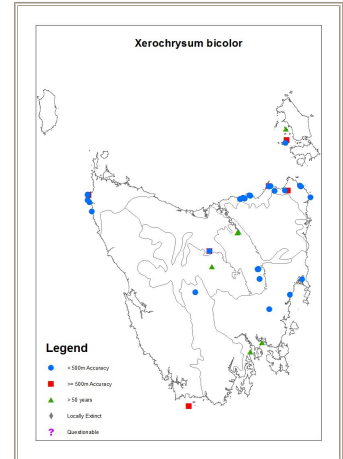 Xerochrysum bicolor
Legend
< 500m Accuracy
>= 500m Accuracy
> 50 years
Locally Extinct
? Questionable